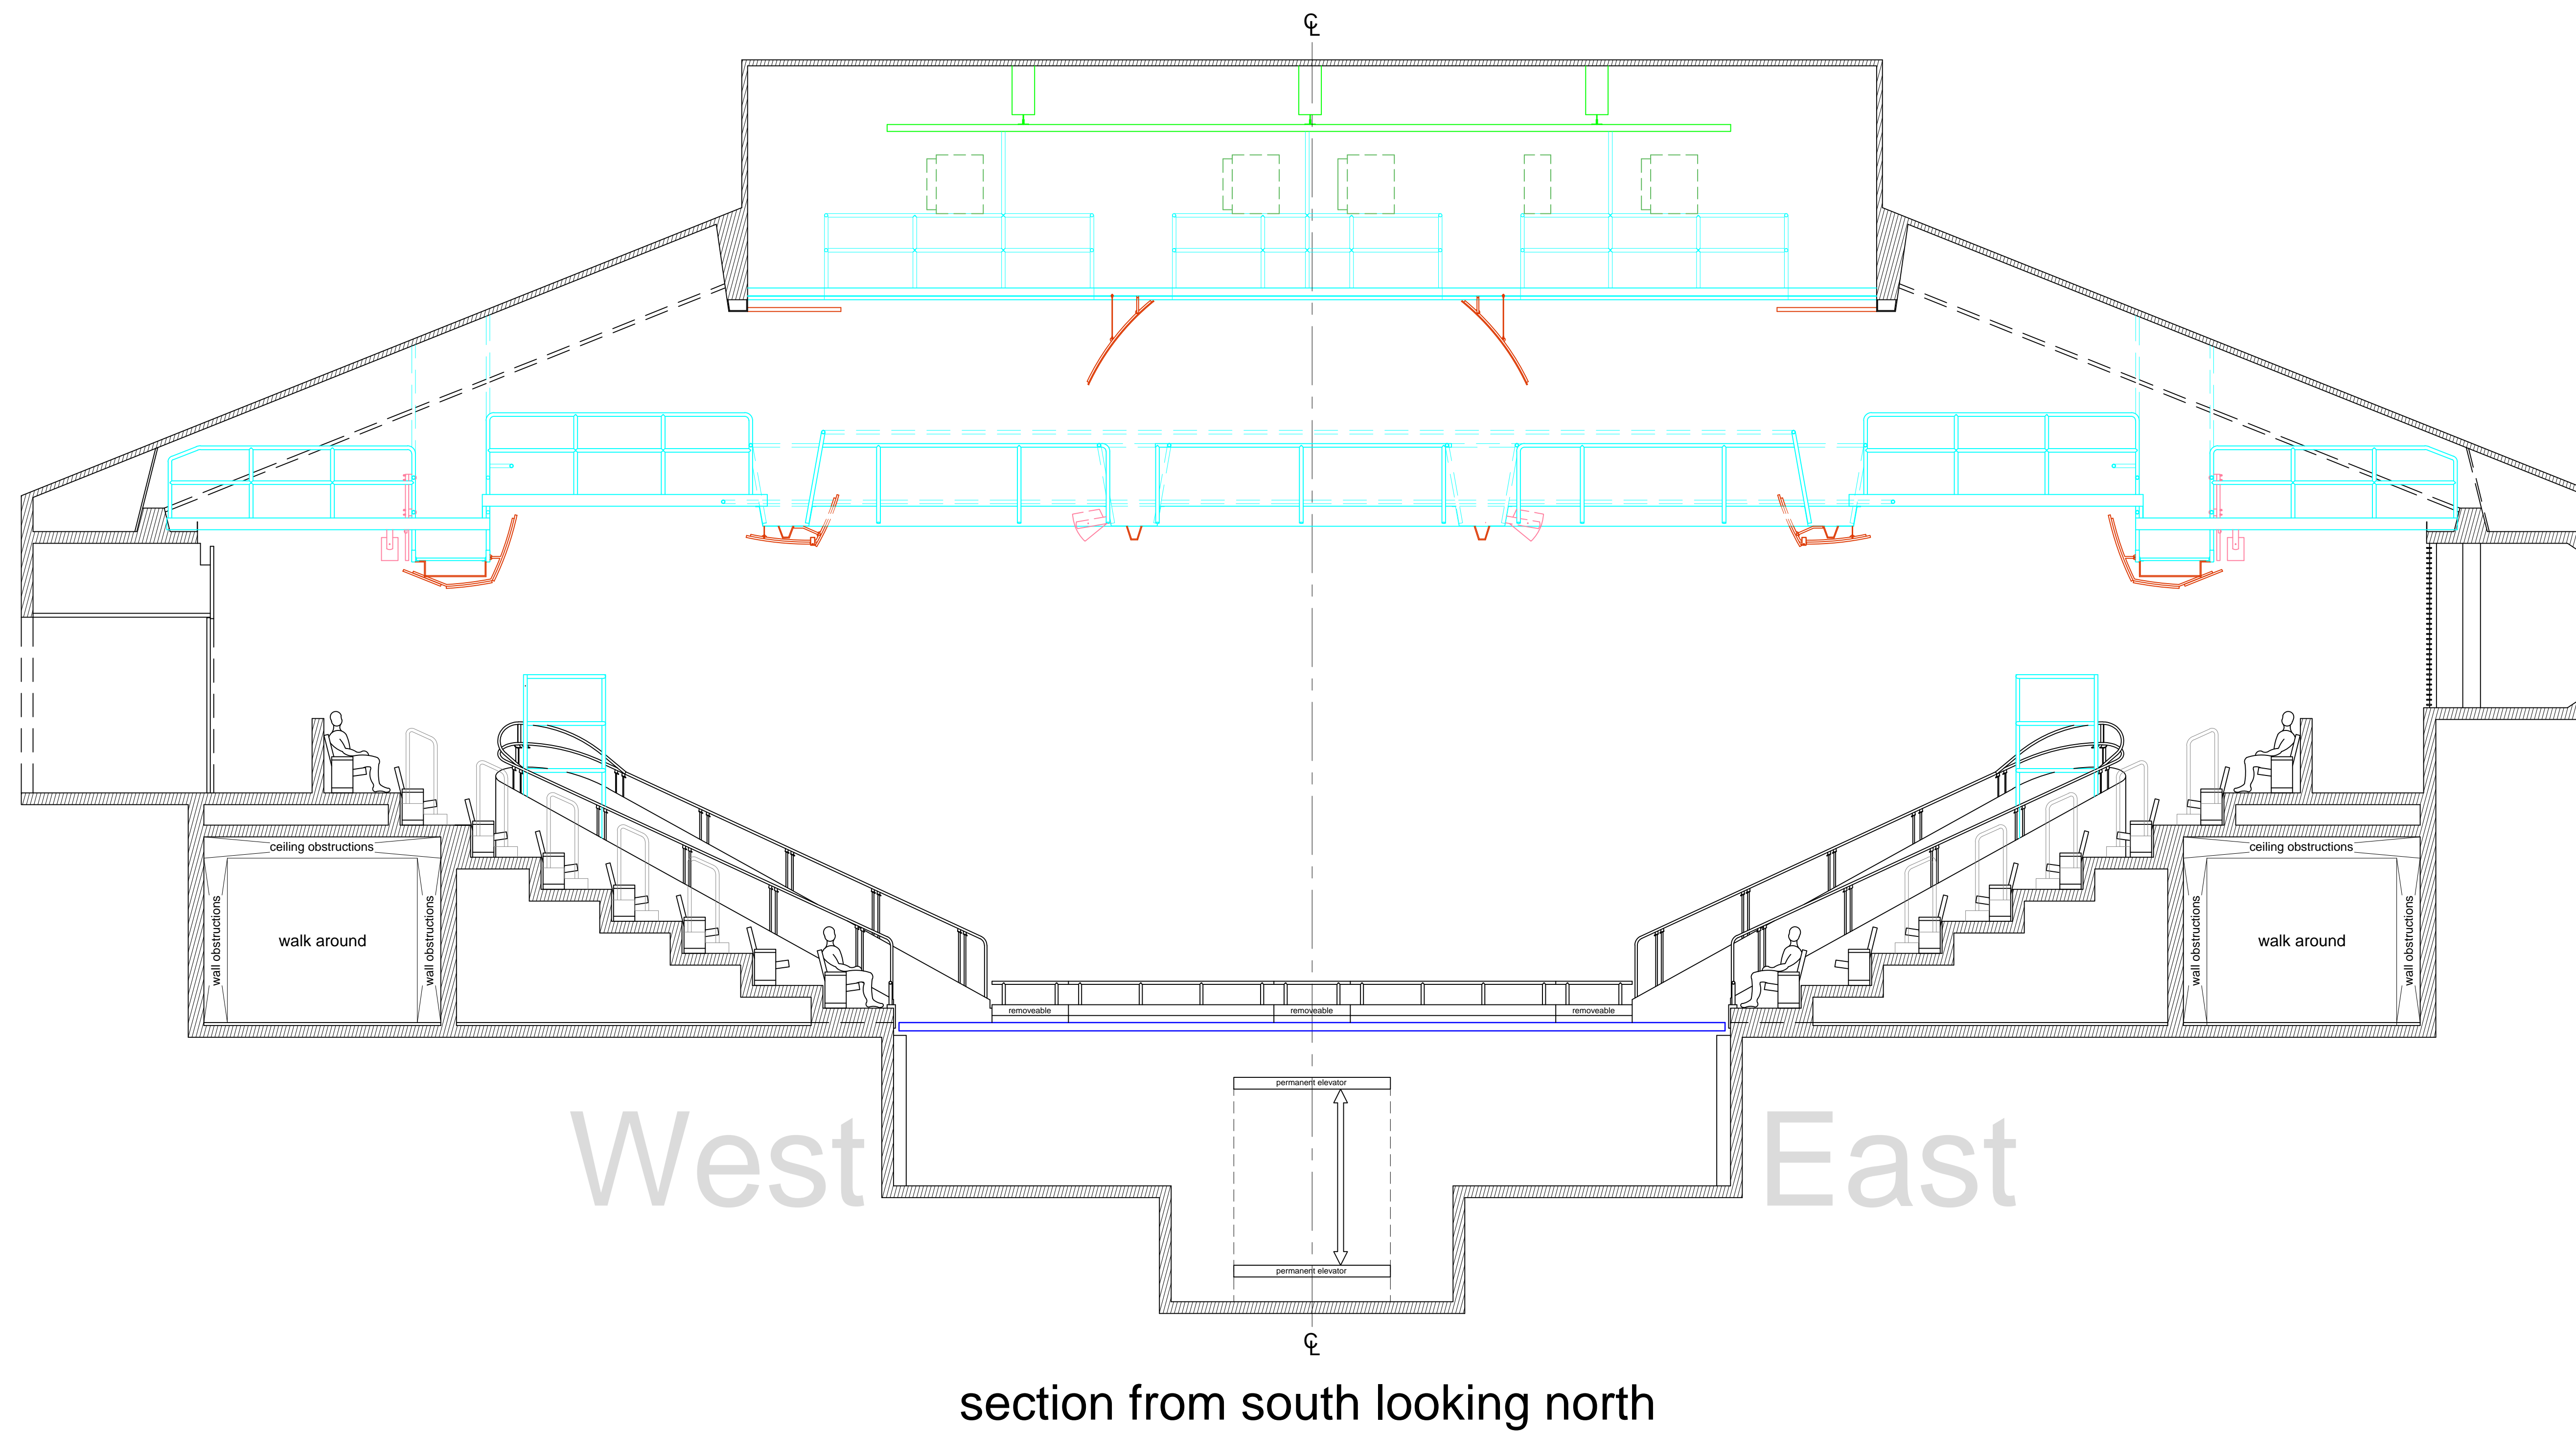 ℄
ceiling obstructions
ceiling obstructions
wall obstructions
walk around
wall obstructions
wall obstructions
walk around
wall obstructions
removeable
removeable
removeable
permanent elevator
West
East
permanent elevator
℄
section from south looking north